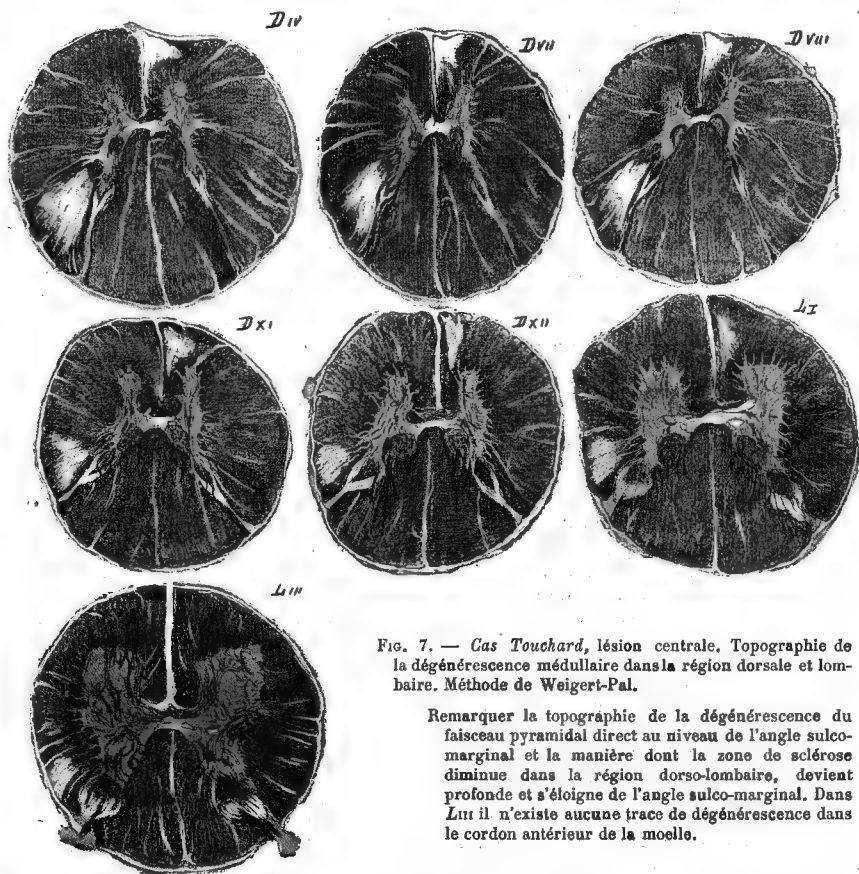 D IV
D VII
D VIII
D XI
D XII
L I
L III
FIG. 7. — Cas Touchard, lésion centrale. Topographie de
la dégénérescence médullaire dans la région dorsale et lom-
baire. Méthode de Weigert-Pal.
Remarquer la topographie de la dégénérescence du
faisceau pyramidal direct au niveau de l'angle sulco-
marginal et la manière dont la zone de sclérose
diminue dans la région dorso-lombaire, devient
profonde et s'éloigne de l'angle sulco-marginal. Dans
LIII il n'existe aucune trace de dégénérescence dans
le cordon antérieur de la moelle.